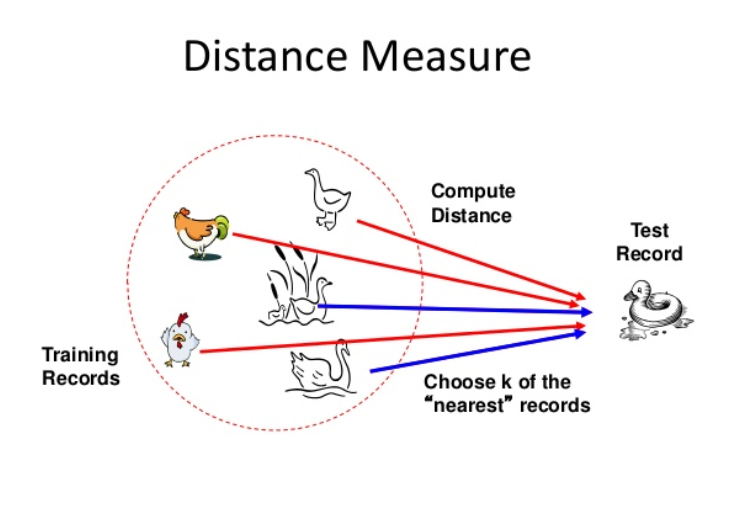 Distance Measure
Compute
Distance
Test
Record
Training
Records
Choose k of the
“nearest” records